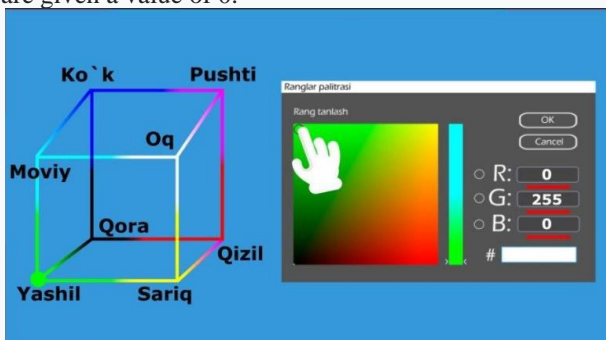 are given a value of 0.
Ko`k
Pushti
Oq
Moviy
Qora
Qizil
Yashil
Sariq
Ranglar palitrasi
Rang tanlash
OK
Cancel
R: 0
G: 255
B: 0
#